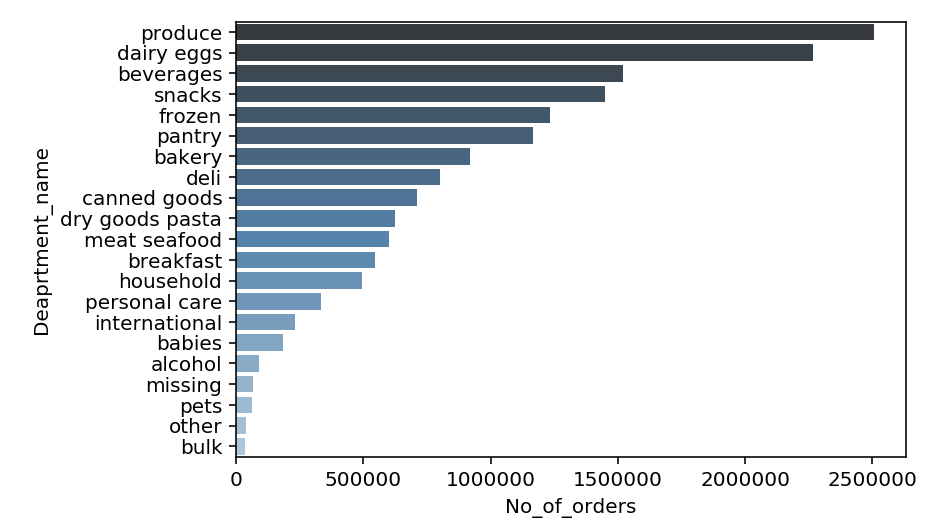 produce
dairy eggs
beverages
snacks
frozen
pantry
bakery
deli
canned goods
dry goods pasta
meat seafood
breakfast
household
personal care
international
babies
alcohol
missing
pets
other
bulk
Deaprtment_name
0 500000 1000000 1500000 2000000 2500000
No_of_orders